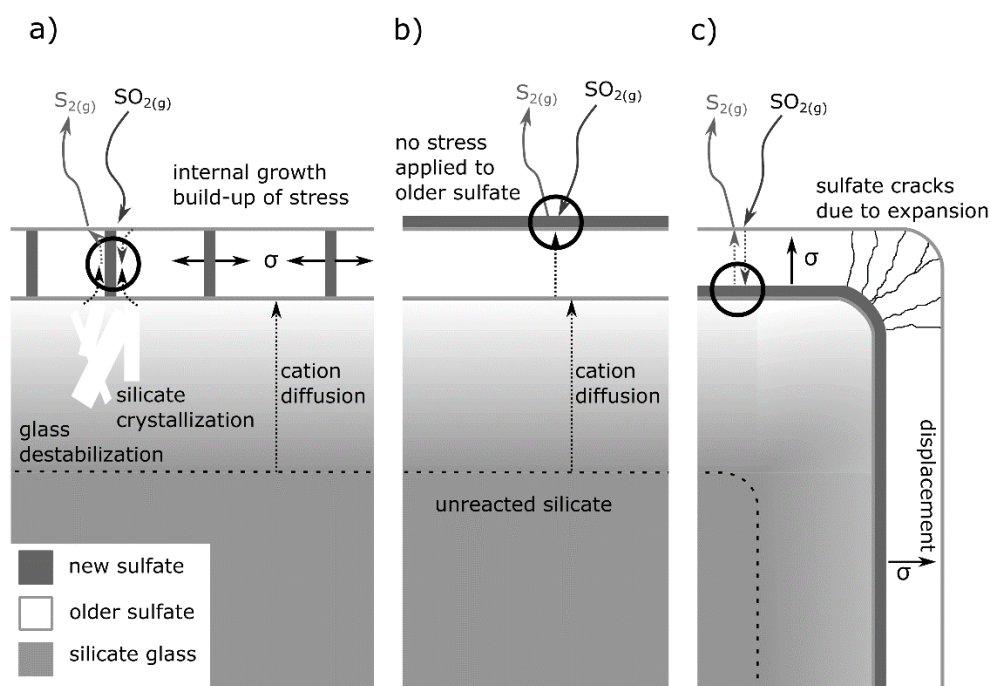 a)
S2(g)
SO2(g)
internal growth
build-up of stress
σ
cation
diffusion
silicate
crystallization
glass
destabilization
new sulfate
older sulfate
silicate glass
b)
S2(g)
SO2(g)
no stress
applied to
older sulfate
cation
diffusion
unreacted silicate
c)
S2(g)
SO2(g)
sulfate cracks
due to expansion
σ
displacement
σ